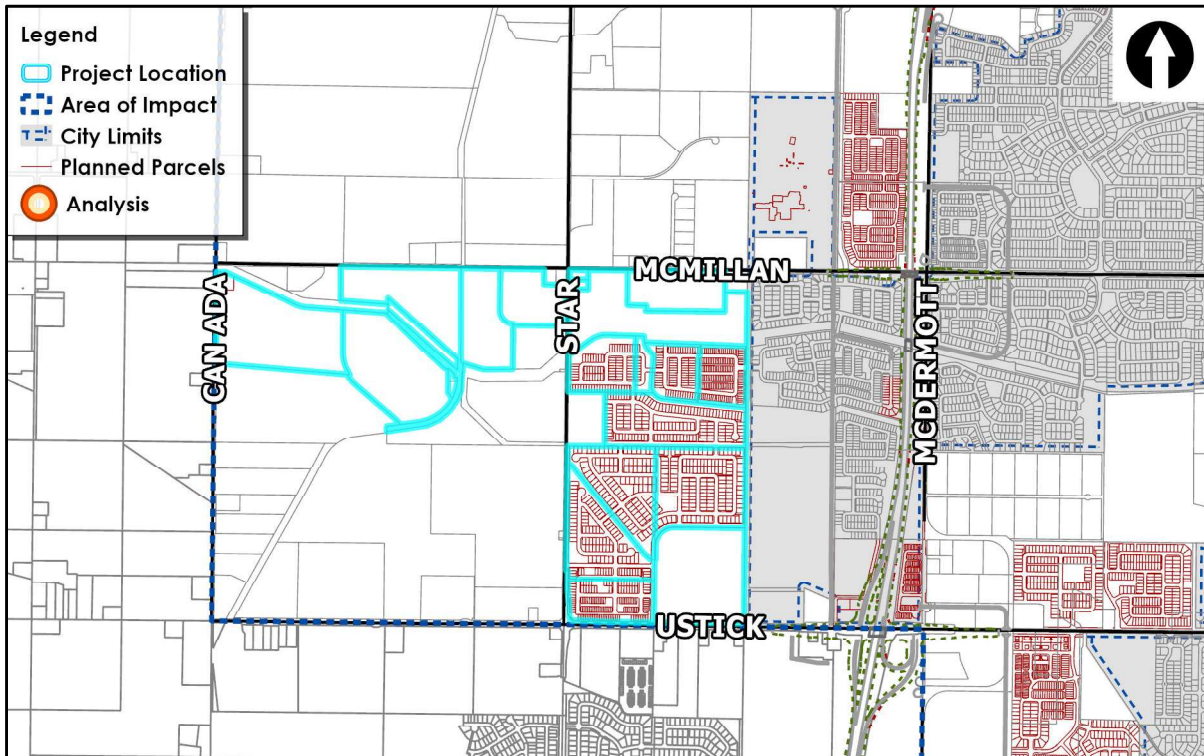 Legend
Project Location
Area of Impact
City Limits
Planned Parcels
Analysis
MCMILLAN
CAN ADA
STAR
MCDERMOTT
USTICK